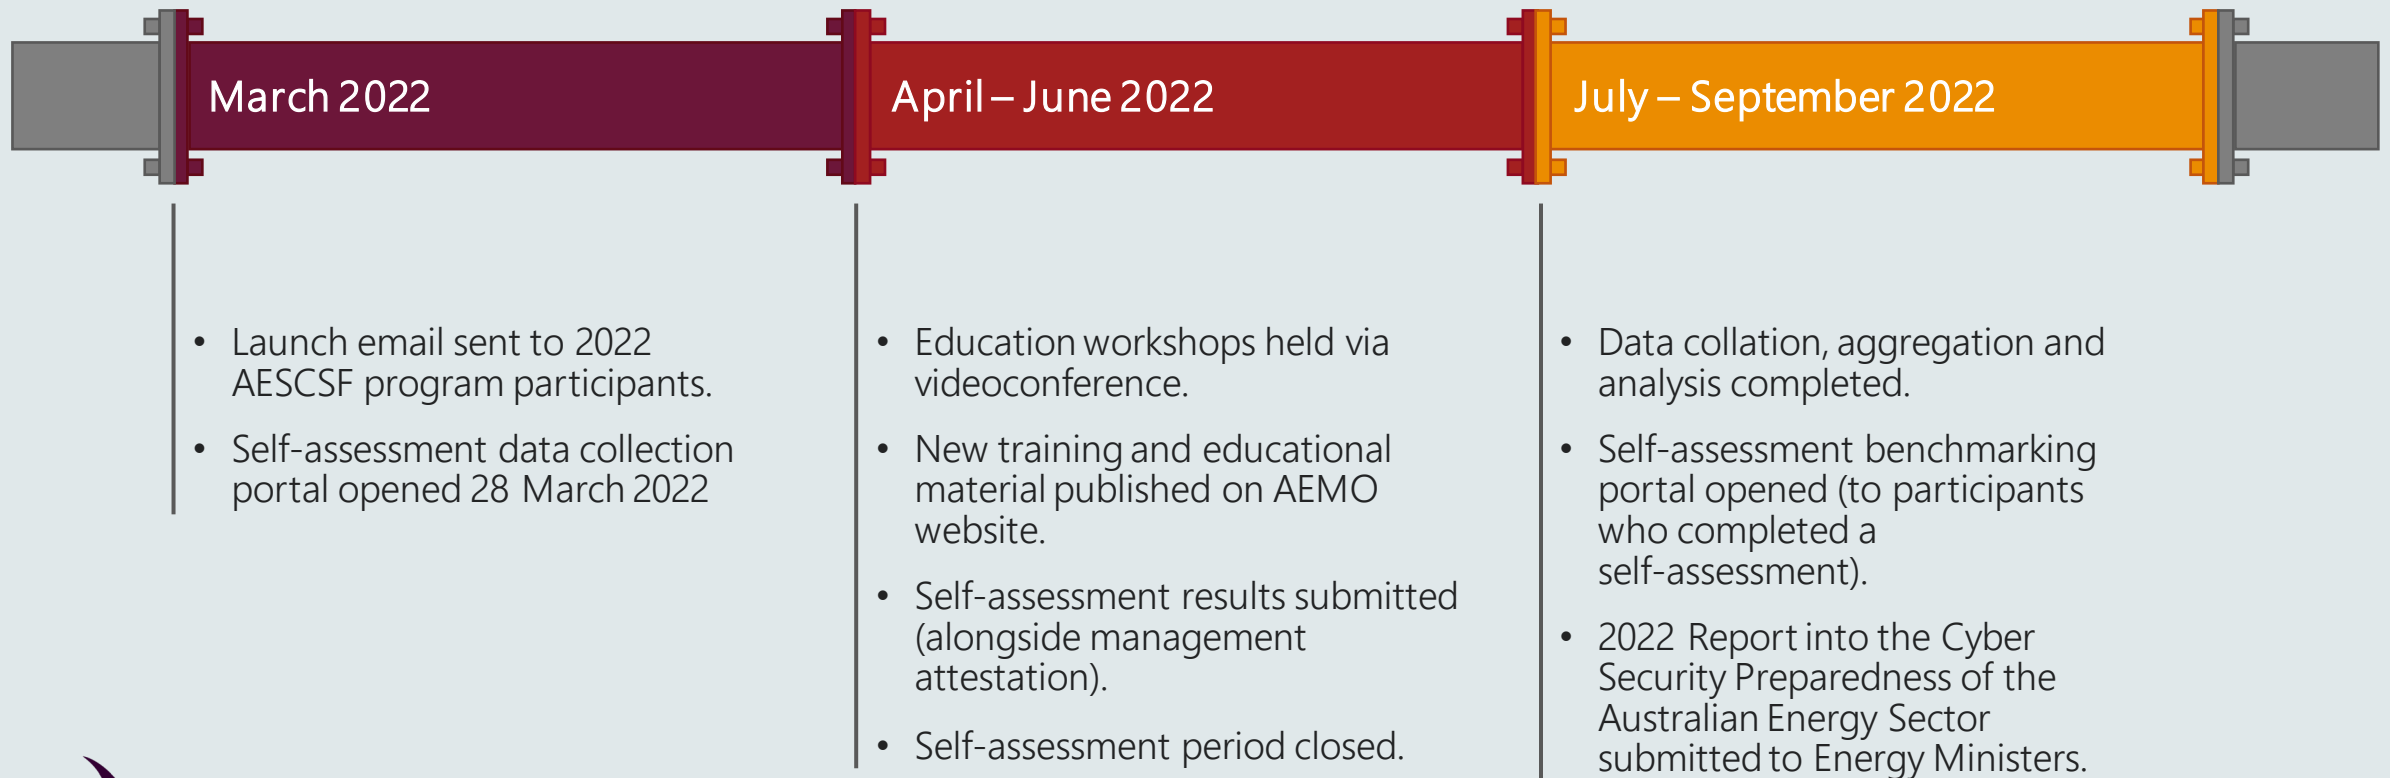 March 2022
April – June 2022
July – September 2022
• Launch email sent to 2022
AESCSF program participants.
• Self-assessment data collection
portal opened 28 March 2022
• Education workshops held via
videoconference.
• New training and educational
material published on AEMO
website.
• Self-assessment results submitted
(alongside management
attestation).
• Self-assessment period closed.
• Data collation, aggregation and
analysis completed.
• Self-assessment benchmarking
portal opened (to participants
who completed a
self-assessment).
• 2022 Report into the Cyber
Security Preparedness of the
Australian Energy Sector
submitted to Energy Ministers.